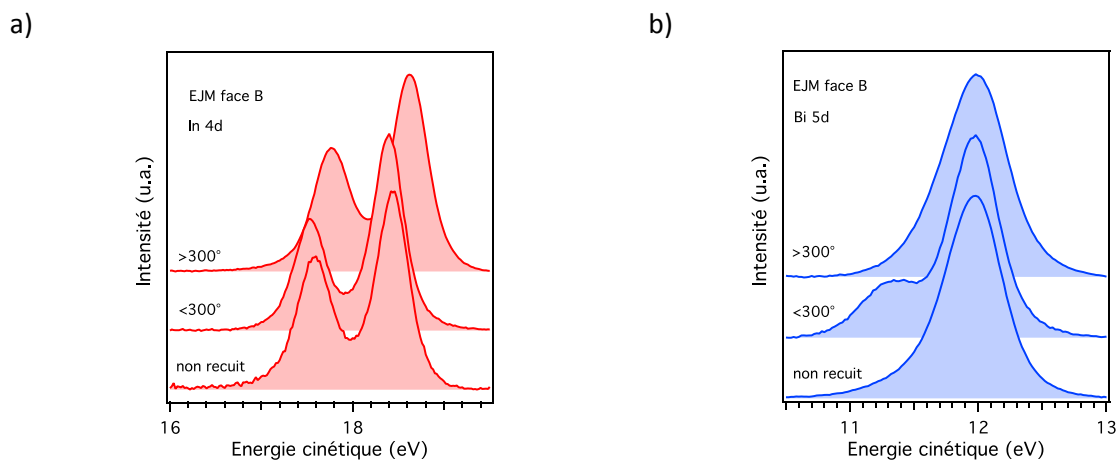 a)
EJM face B
In 4d
Intensité (u.a.)
>300°
<300°
non recuit
16
18
Energie cinétique (eV)
b)
EJM face B
Bi 5d
Intensité (u.a.)
>300°
<300°
non recuit
11
12
13
Energie cinétique (eV)